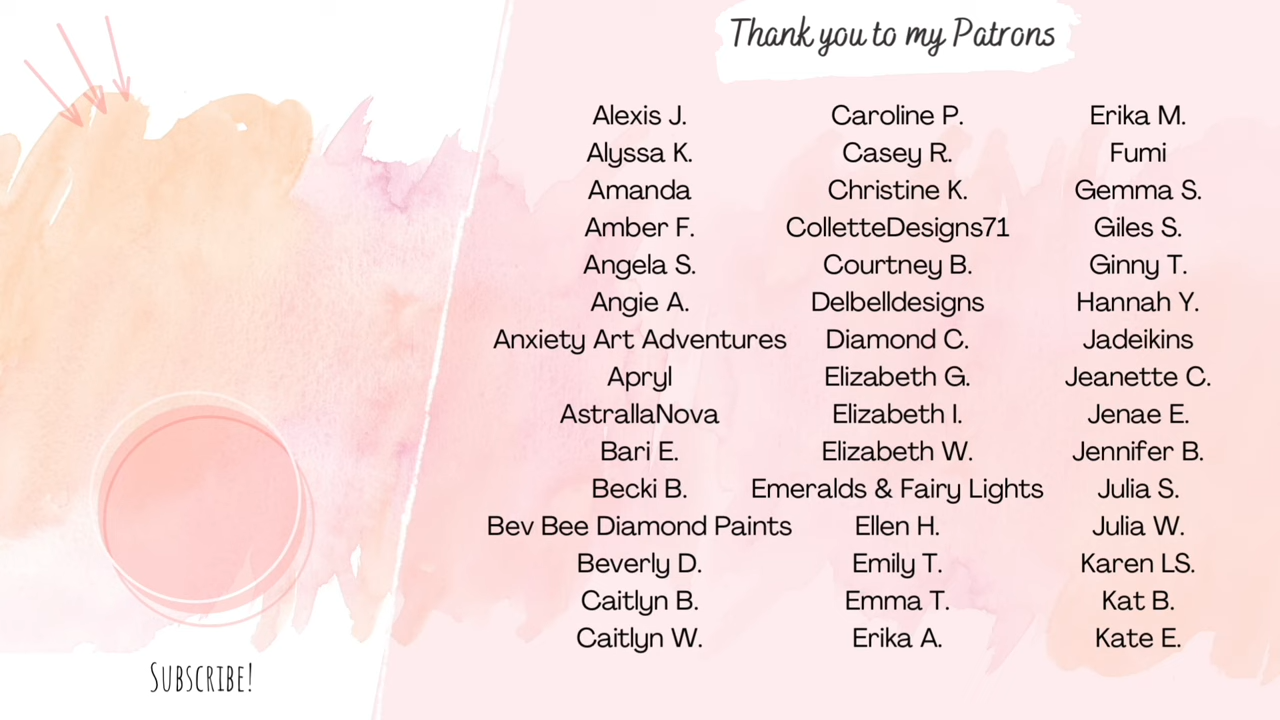 Thank you to my Patrons
Alexis J.
Alyssa K.
Amanda
Amber F.
Angela S.
Angie A.
Anxiety Art Adventures
Apryl
AstrallaNova
Bari E.
Becki B.
Bev Bee Diamond Paints
Beverly D.
Caitlyn B.
Caitlyn W.
Caroline P.
Casey R.
Christine K.
ColletteDesigns71
Courtney B.
Delbelldesigns
Diamond C.
Elizabeth G.
Elizabeth I.
Elizabeth W.
Emeralds & Fairy Lights
Ellen H.
Emily T.
Emma T.
Erika A.
Erika M.
Fumi
Gemma S.
Giles S.
Ginny T.
Hannah Y.
Jadeikins
Jeanette C.
Jenae E.
Jennifer B.
Julia S.
Julia W.
Karen LS.
Kat B.
Kate E.
Subscribe!